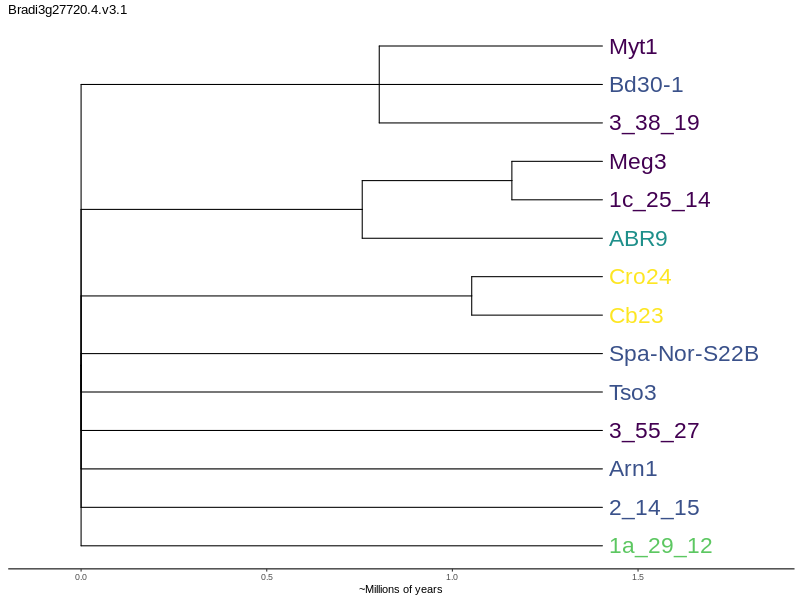 Bradi3g27720.4.v3.1
Myt1
Bd30-1
3_38_19
Meg3
1c_25_14
ABR9
Cro24
Cb23
Spa-Nor-S22B
Tso3
3_55_27
Arn1
2_14_15
1a_29_12
0.0 0.5 1.0 1.5
~Millions of years